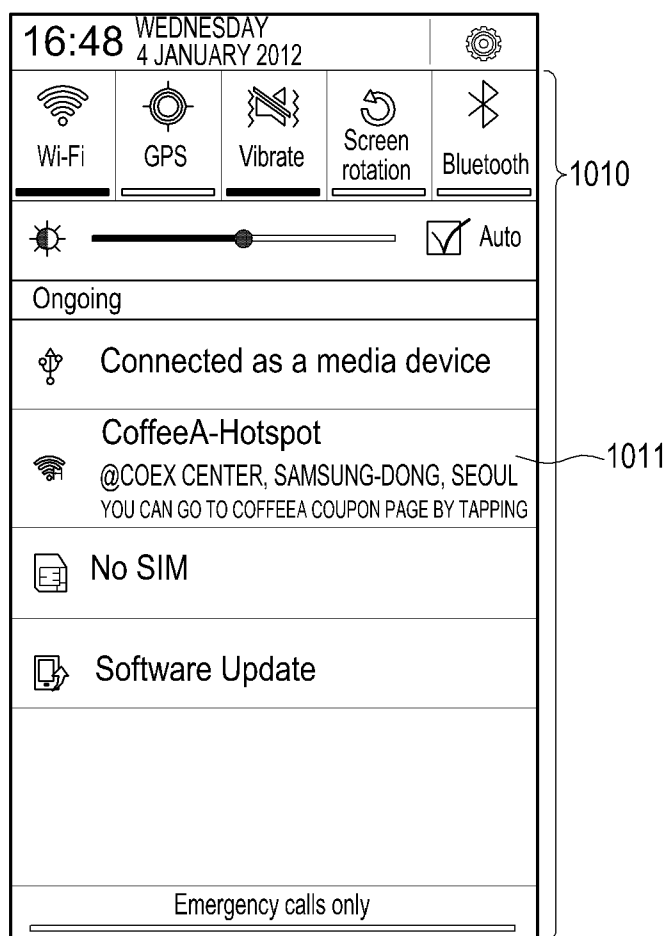 16:48 WEDNESDAY
4 JANUARY 2012
Wi-Fi GPS Vibrate Screen rotation Bluetooth
1010
Auto
Ongoing
Connected as a media device
CoffeeA-Hotspot
@COEX CENTER, SAMSUNG-DONG, SEOUL
YOU CAN GO TO COFFEEA COUPON PAGE BY TAPPING
1011
No SIM
Software Update
Emergency calls only